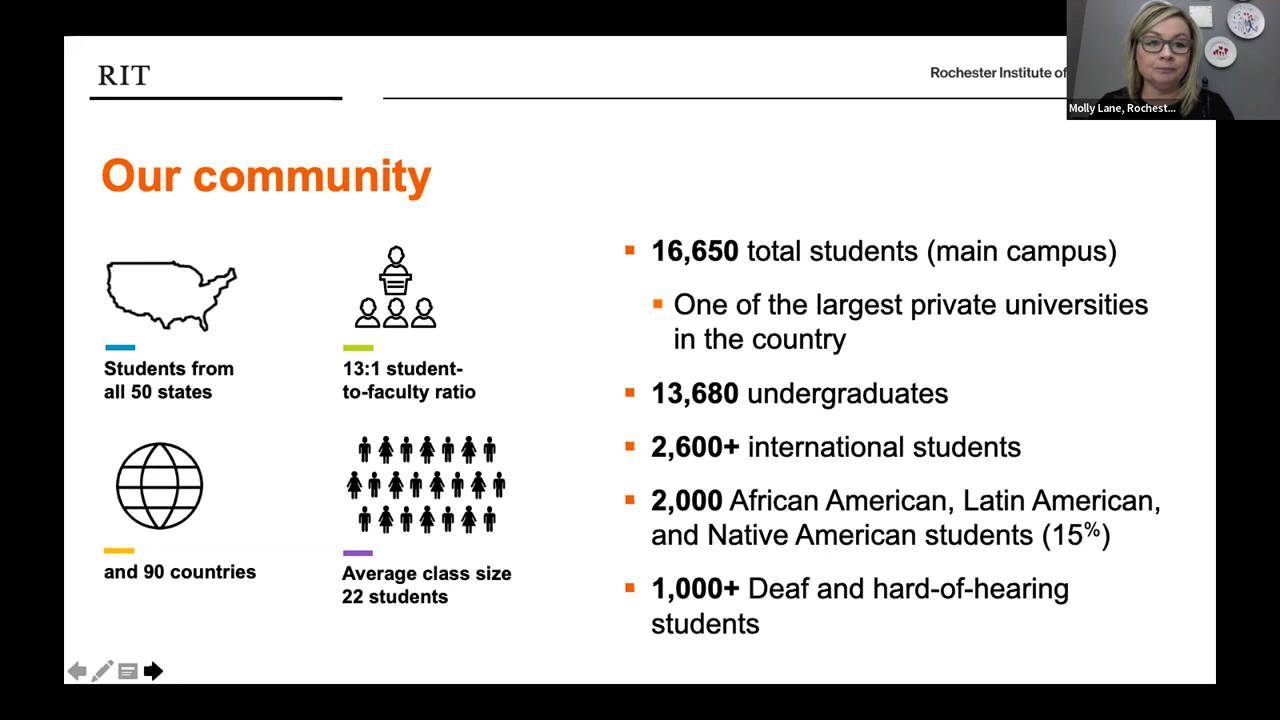 RIT
Rochester Institute of
Molly Lane, Rochest...
Our community
Students from
all 50 states
13:1 student-
to-faculty ratio
and 90 countries
Average class size
22 students
16,650 total students (main campus)
One of the largest private universities
in the country
13,680 undergraduates
2,600+ international students
2,000 African American, Latin American,
and Native American students (15%)
1,000+ Deaf and hard-of-hearing
students